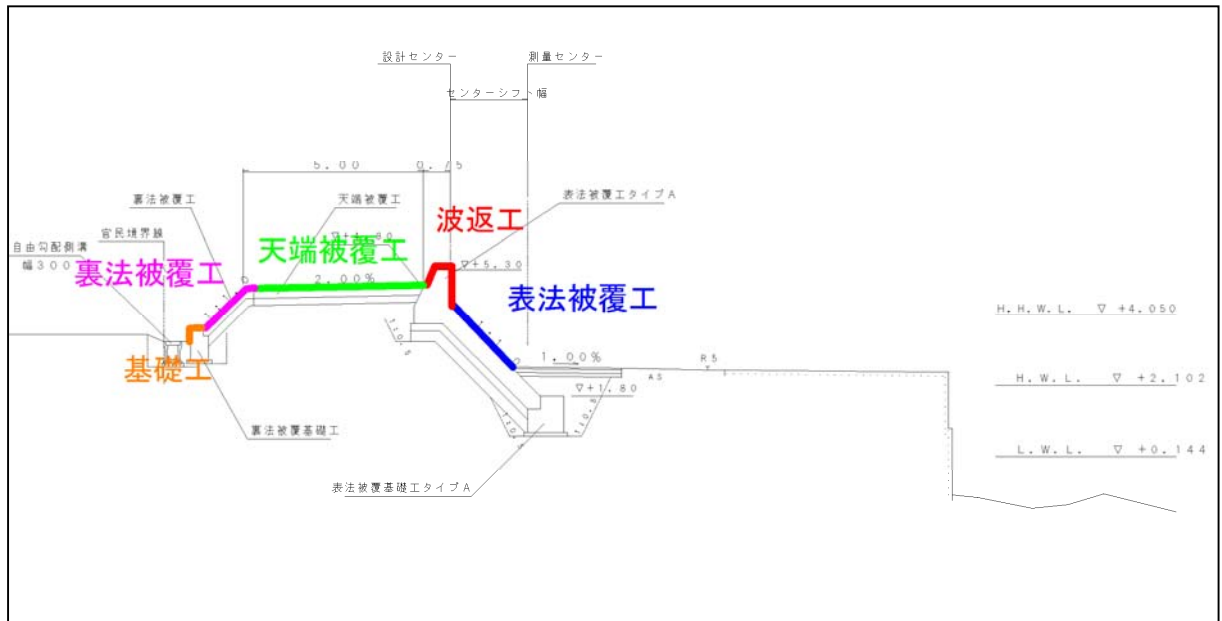 設計センター
測量センター
センターシフト幅
5.00
0.75
裏法被覆工
天端被覆工
表法被覆工タイプA
波返工
官民境界線
自由勾配側溝
幅300
天端被覆工
▽+5.30
裏法被覆工
2.00%
表法被覆工
H.H.W.L. ▽ +4.050
1.00%
R5
基礎工
AS
H.W.L. ▽ +2.102
▽+1.80
1:0.5
裏法被覆基礎工
L.W.L. ▽ +0.144
表法被覆基礎工タイプA